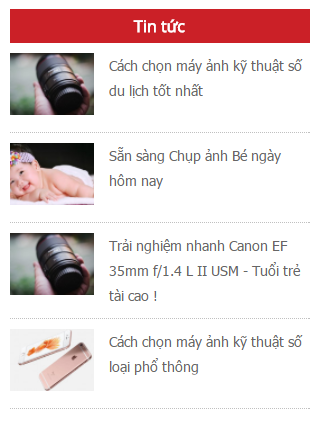 Tin tức
Cách chọn máy ảnh kỹ thuật số
du lịch tốt nhất
Sẵn sàng Chụp ảnh Bé ngày
hôm nay
Trải nghiệm nhanh Canon EF
35mm f/1.4 L II USM - Tuổi trẻ
tài cao !
Cách chọn máy ảnh kỹ thuật số
loại phổ thông